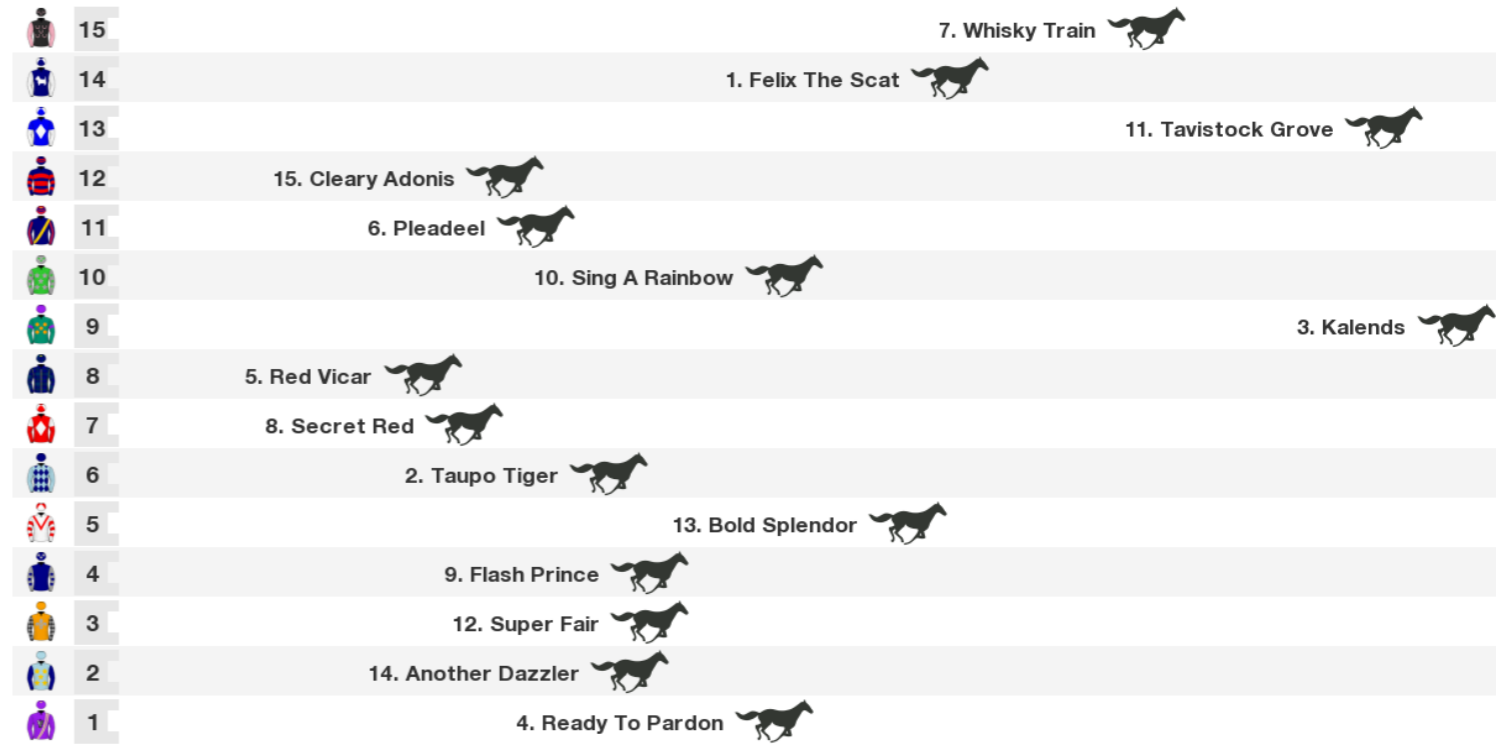 15 7. Whisky Train
14 1. Felix The Scat
13 11. Tavistock Grove
12 15. Cleary Adonis
11 6. Pleadeel
10 10. Sing A Rainbow
9 3. Kalends
8 5. Red Vicar
7 8. Secret Red
6 2. Taupo Tiger
5 13. Bold Splendor
4 9. Flash Prince
3 12. Super Fair
2 14. Another Dazzler
1 4. Ready To Pardon